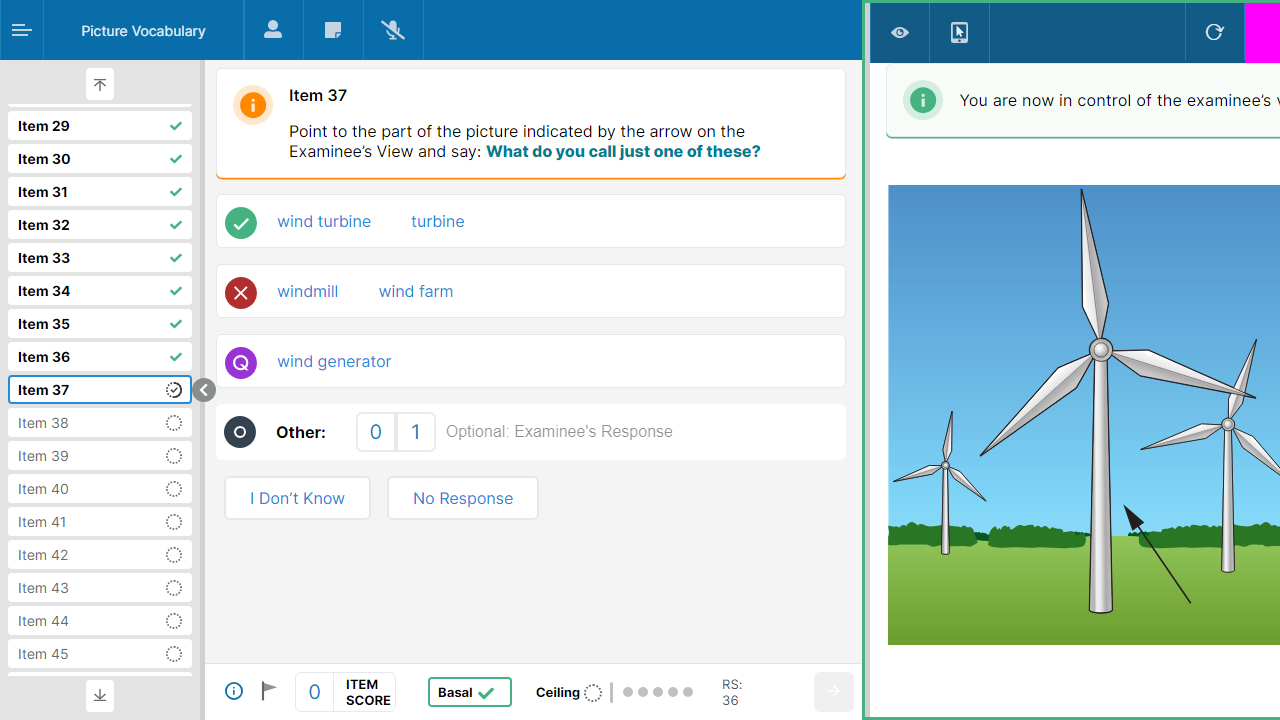 Picture Vocabulary
Item 29
Item 30
Item 31
Item 32
Item 33
Item 34
Item 35
Item 36
Item 37
Item 38
Item 39
Item 40
Item 41
Item 42
Item 43
Item 44
Item 45
Item 37
Point to the part of the picture indicated by the arrow on the
Examinee’s View and say: What do you call just one of these?
wind turbine turbine
windmill wind farm
Q wind generator
Other: 0 1 Optional: Examinee's Response
I Don’t Know No Response
0 ITEM
SCORE
Basal
Ceiling
RS:
36
You are now in control of the examinee’s